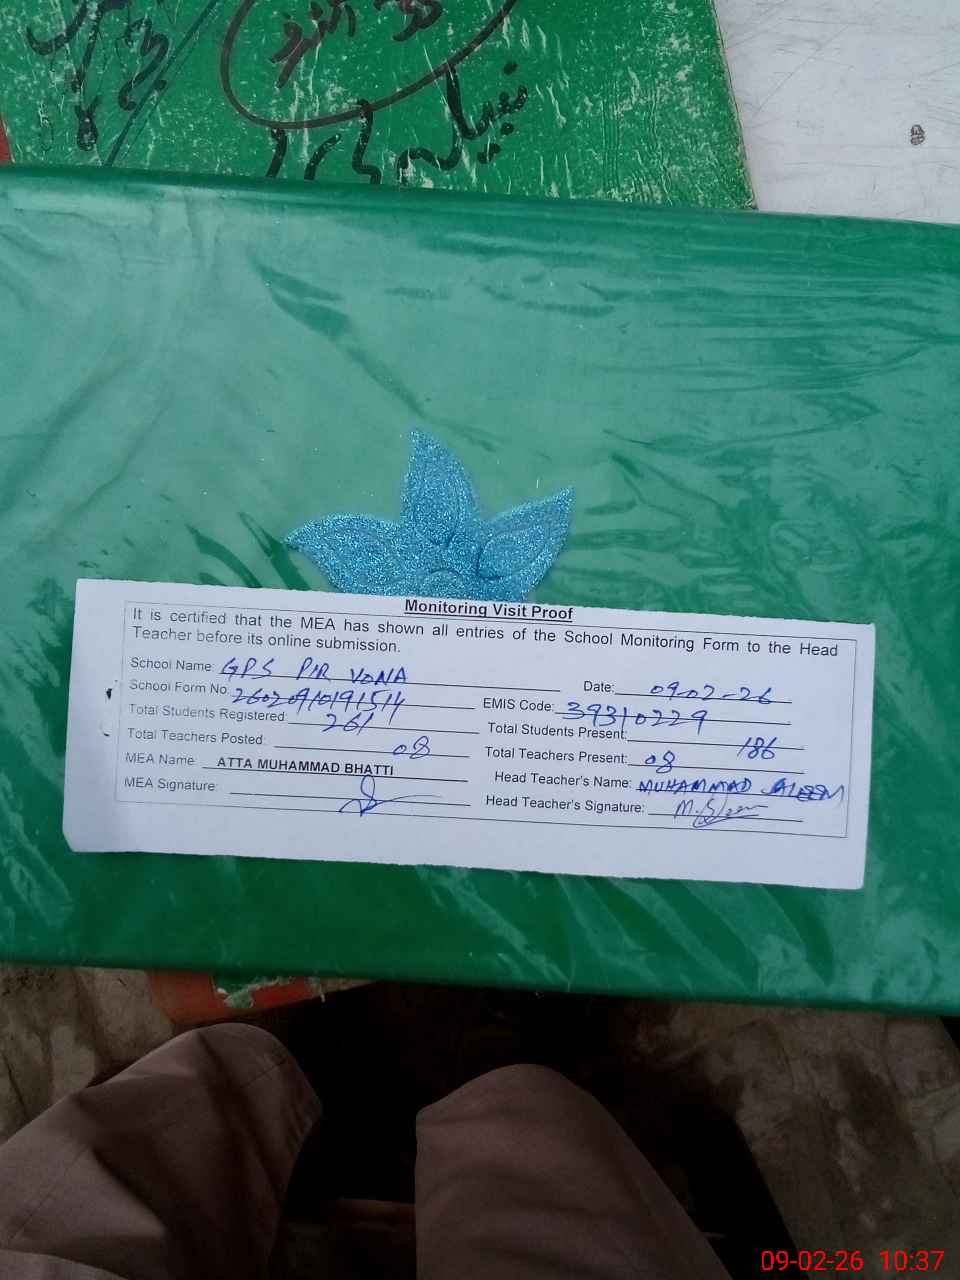 نبیلہ
Monitoring Visit Proof
It is certified that the MEA has shown all entries of the School Monitoring Form to the Head
Teacher before its online submission.
School Name: GPS PIR VONA Date: 09-02-26
School Form No. 26020910191514 EMIS Code: 39310229
Total Students Registered: 261 Total Students Present: 186
Total Teachers Posted: 08 Total Teachers Present: 08
MEA Name: ATTA MUHAMMAD BHATTI Head Teacher's Name: MUHAMMAD SALEEM
MEA Signature: Head Teacher's Signature: M. Sleem
09-02-26 10:37